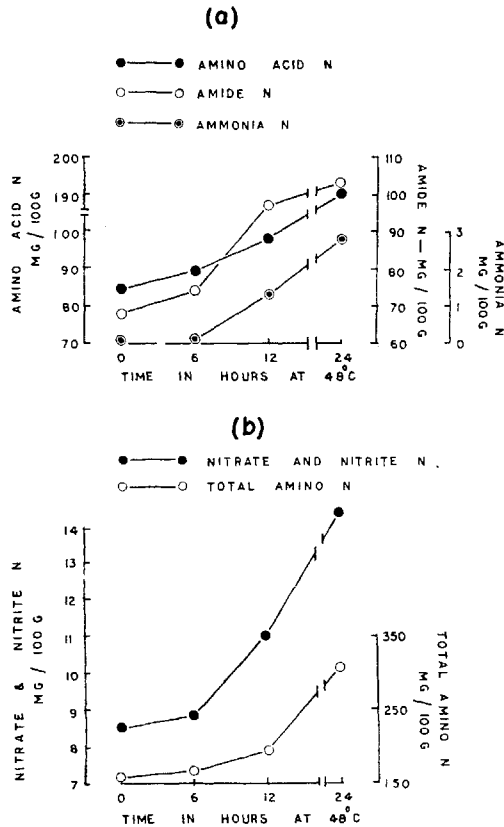 (a)
AMINO ACID N
AMIDE N
AMMONIA N
AMINO ACID N
MG/100G
200
190
100
90
80
70
AMIDE N—MG/100G
110
100
90
80
70
60
AMMONIA N
MG/100G
3
2
1
0
0 6 12 24
TIME IN HOURS AT 48°C
(b)
NITRATE AND NITRITE N
TOTAL AMINO N
NITRATE & NITRITE N
MG/100G
14
13
12
11
10
9
8
7
TOTAL AMINO N
MG/100G
350
250
150
0 6 12 24
TIME IN HOURS AT 48°C